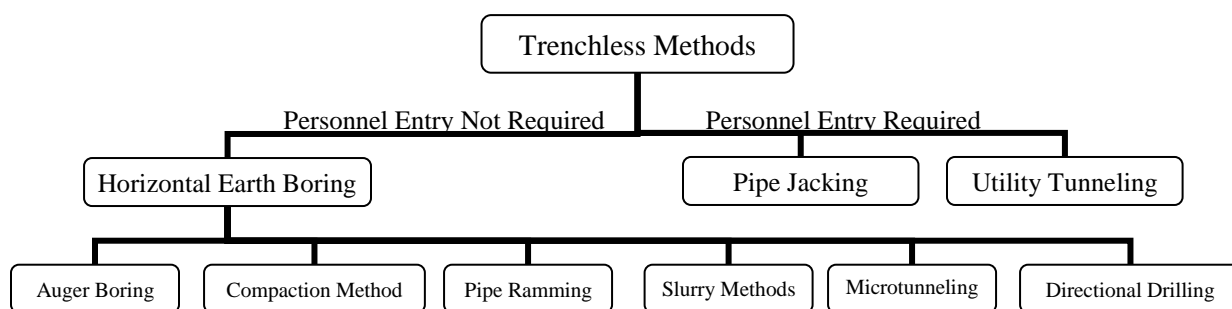 Trenchless Methods
Personnel Entry Not Required
Personnel Entry Required
Horizontal Earth Boring
Pipe Jacking
Utility Tunneling
Auger Boring
Compaction Method
Pipe Ramming
Slurry Methods
Microtunneling
Directional Drilling